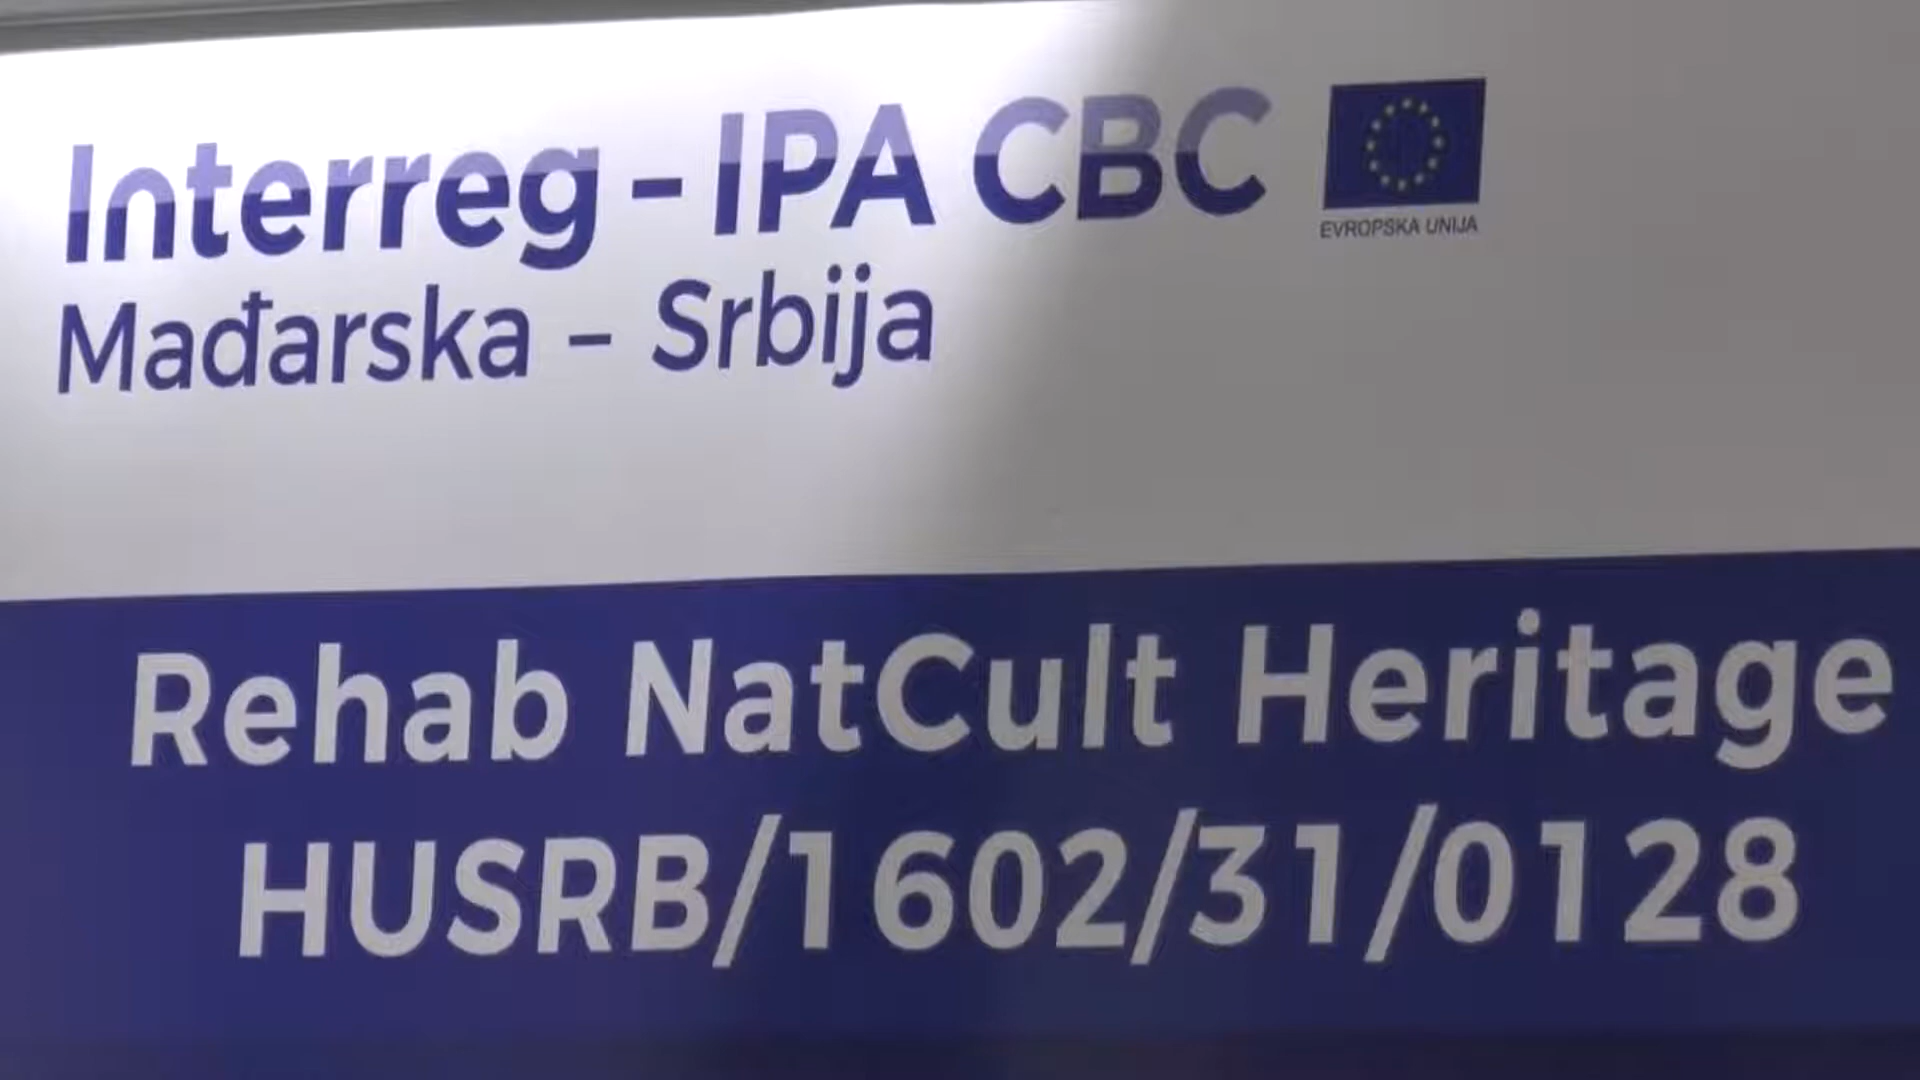 Interreg - IPA CBC
EVROPSKA UNIJA
Mađarska – Srbija
Rehab NatCult Heritage
HUSRB/1602/31/0128